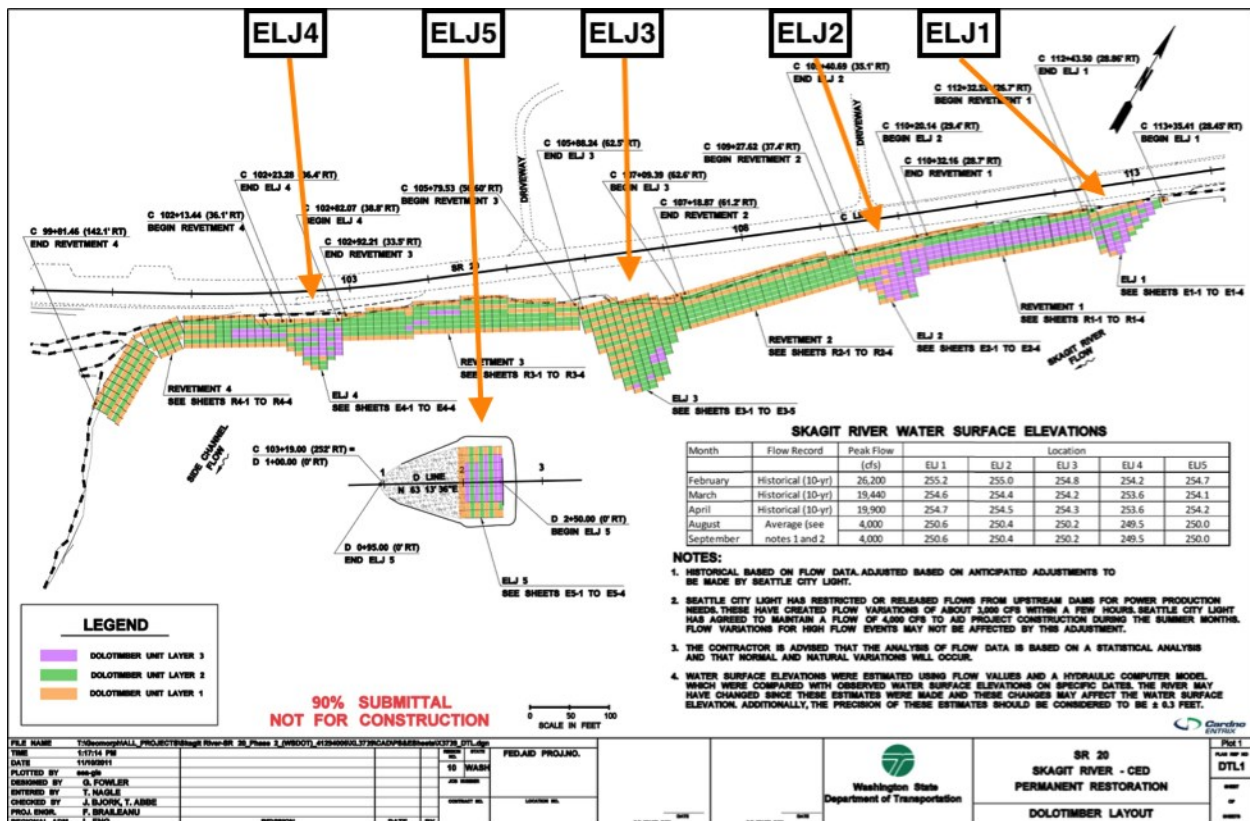 ELJ4
ELJ5
ELJ3
ELJ2
ELJ1
C 112+43.50 (28.86' RT)
END ELJ 1
END ELJ 2
BEGIN REVETMENT 1
C 113+35.41 (28.45' RT)
BEGIN ELJ 1
C 110+20.14 (29.4' RT)
BEGIN ELJ 2
C 110+32.16 (28.7' RT)
END REVETMENT 1
C 109+27.62 (37.4' RT)
BEGIN REVETMENT 2
END ELJ 3
BEGIN ELJ 3
C 107+18.87 (61.2' RT)
END REVETMENT 2
BEGIN REVETMENT 3
END ELJ 4
C 102+82.07 (38.8' RT)
BEGIN ELJ 4
C 102+92.21 (33.5' RT)
END REVETMENT 3
C 102+13.44 (36.1' RT)
BEGIN REVETMENT 4
C 99+81.46 (142.1' RT)
END REVETMENT 4
DRIVEWAY
DRIVEWAY
103
SR 20
108
113
ELJ 1
SEE SHEETS E1-1 TO E1-4
REVETMENT 1
SEE SHEETS R1-1 TO R1-4
ELJ 2
SEE SHEETS E2-1 TO E2-4
SKAGIT RIVER
FLOW
REVETMENT 2
SEE SHEETS R2-1 TO R2-4
ELJ 3
SEE SHEETS E3-1 TO E3-5
REVETMENT 3
SEE SHEETS R3-1 TO R3-4
ELJ 4
SEE SHEETS E4-1 TO E4-4
REVETMENT 4
SEE SHEETS R4-1 TO R4-4
SIDE CHANNEL
FLOW
C 103+19.00 (252' RT) =
D 1+00.00 (0' RT)
1
D LINE
2
3
N 63 13'36"E
D 2+50.00 (0' RT)
BEGIN ELJ 5
D 0+95.00 (0' RT)
END ELJ 5
ELJ 5
SEE SHEETS E5-1 TO E5-4
SKAGIT RIVER WATER SURFACE ELEVATIONS
Month Flow Record Peak Flow Location
(cfs) ELJ 1 ELJ 2 ELJ 3 ELJ 4 ELJ5
February Historical (10-yr) 26,200 255.2 255.0 254.8 254.2 254.7
March Historical (10-yr) 19,440 254.6 254.4 254.2 253.6 254.1
April Historical (10-yr) 19,900 254.7 254.5 254.3 253.6 254.2
August Average (see 4,000 250.6 250.4 250.2 249.5 250.0
September notes 1 and 2 4,000 250.6 250.4 250.2 249.5 250.0
NOTES:
1. HISTORICAL BASED ON FLOW DATA. ADJUSTED BASED ON ANTICIPATED ADJUSTMENTS TO
BE MADE BY SEATTLE CITY LIGHT.
2. SEATTLE CITY LIGHT HAS RESTRICTED OR RELEASED FLOWS FROM UPSTREAM DAMS FOR POWER PRODUCTION
NEEDS. THESE HAVE CREATED FLOW VARIATIONS OF ABOUT 3,000 CFS WITHIN A FEW HOURS. SEATTLE CITY LIGHT
HAS AGREED TO MAINTAIN A FLOW OF 4,000 CFS TO AID PROJECT CONSTRUCTION DURING THE SUMMER MONTHS.
FLOW VARIATIONS FOR HIGH FLOW EVENTS MAY NOT BE AFFECTED BY THIS ADJUSTMENT.
3. THE CONTRACTOR IS ADVISED THAT THE ANALYSIS OF FLOW DATA IS BASED ON A STATISTICAL ANALYSIS
AND THAT NORMAL AND NATURAL VARIATIONS WILL OCCUR.
4. WATER SURFACE ELEVATIONS WERE ESTIMATED USING FLOW VALUES AND A HYDRAULIC COMPUTER MODEL
WHICH WERE COMPARED WITH OBSERVED WATER SURFACE ELEVATIONS ON SPECIFIC DATES. THE RIVER MAY
HAVE CHANGED SINCE THESE ESTIMATES WERE MADE AND THESE CHANGES MAY AFFECT THE WATER SURFACE
ELEVATION. ADDITIONALLY, THE PRECISION OF THESE ESTIMATES SHOULD BE CONSIDERED TO BE ± 0.3 FEET.
LEGEND
DOLOTIMBER UNIT LAYER 3
DOLOTIMBER UNIT LAYER 2
DOLOTIMBER UNIT LAYER 1
90% SUBMITTAL
NOT FOR CONSTRUCTION
0 50 100
SCALE IN FEET
Cardno
ENTRIX
FILE NAME
TIME 1:17:14 PM
DATE 11/10/2011
PLOTTED BY
DESIGNED BY G. FOWLER
ENTERED BY T. NAGLE
CHECKED BY J. BJORK, T. ABBE
PROJ. ENGR. F. BRAILEANU
REVISION DATE BY
STATE
10 WASH
JOB NUMBER
CONTRACT NO.
FED.AID PROJ.NO.
LOCATION NO.
DATE
DATE
Washington State
Department of Transportation
SR 20
SKAGIT RIVER - CED
PERMANENT RESTORATION
DOLOTIMBER LAYOUT
Plot 1
DTL1
SHEET
OF
SHEETS